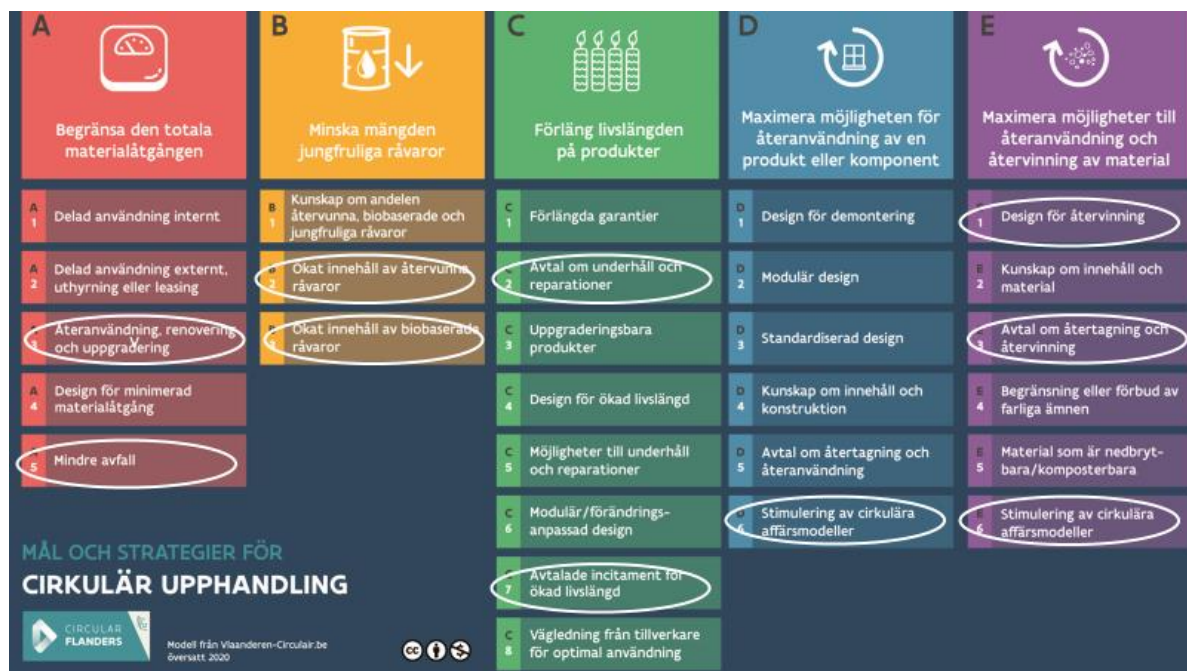 A
Begränsa den totala
materialåtgången
A
1
Delad användning internt
A
2
Delad användning externt,
uthyrning eller leasing
3
Återanvändning, renovering
och uppgradering
A
4
Design för minimerad
materialåtgång
5
Mindre avfall
B
Minska mängden
jungfruliga råvaror
B
1
Kunskap om andelen
återvunna, biobaserade och
jungfruliga råvaror
2
Ökat innehåll av återvunna
råvaror
3
Ökat innehåll av biobaserade
råvaror
C
Förläng livslängden
på produkter
C
1
Förlängda garantier
C
2
Avtal om underhåll och
reparationer
C
3
Uppgraderingsbara
produkter
C
4
Design för ökad livslängd
C
5
Möjligheter till underhåll
och reparationer
C
6
Modulär/förändrings-
anpassad design
C
7
Avtalade incitament för
ökad livslängd
C
8
Vägledning från tillverkare
för optimal användning
D
Maximera möjligheten för
återanvändning av en
produkt eller komponent
D
1
Design för demontering
D
2
Modulär design
D
3
Standardiserad design
D
4
Kunskap om innehåll och
konstruktion
D
5
Avtal om återtagning och
återanvändning
D
6
Stimulering av cirkulära
affärsmodeller
E
Maximera möjligheter till
återanvändning och
återvinning av material
1
Design för återvinning
E
2
Kunskap om innehåll och
material
3
Avtal om återtagning och
återvinning
E
4
Begränsning eller förbud av
farliga ämnen
E
5
Material som är nedbryt-
bara/komposterbara
E
6
Stimulering av cirkulära
affärsmodeller
MÅL OCH STRATEGIER FÖR
CIRKULÄR UPPHANDLING
CIRCULAR
FLANDERS
Modell från Vlaanderen-Circulair.be
översatt 2020
cc